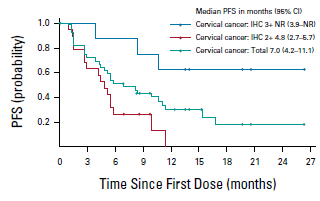 Median PFS in months (95% CI)
Cervical cancer: IHC 3+ NR (3.9–NR)
Cervical cancer: IHC 2+ 4.8 (2.7–5.7)
Cervical cancer: Total 7.0 (4.2–11.1)
PFS (probability)
1.0
0.8
0.6
0.4
0.2
0 3 6 9 12 15 18 21 24 27
Time Since First Dose (months)